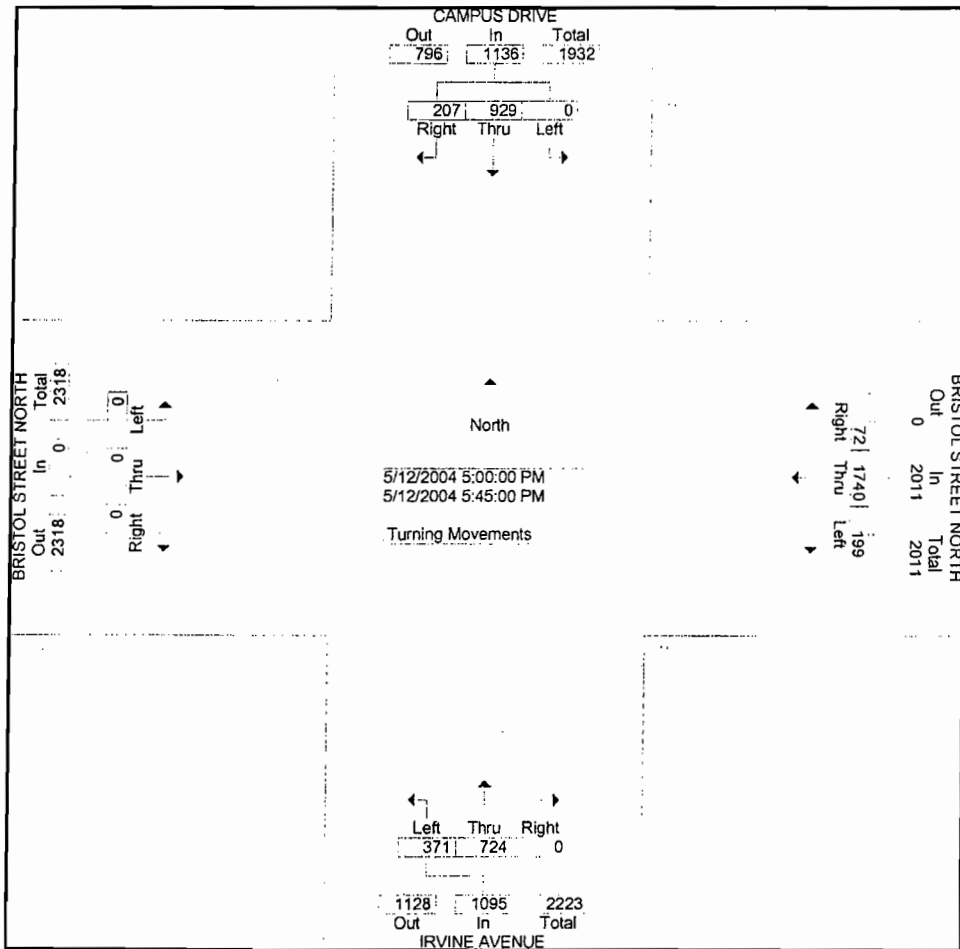 CAMPUS DRIVE
Out In Total
796 1136 1932
207 929 0
Right Thru Left
BRISTOL STREET NORTH
Out In Total
2318 0 2318
0 0 0
Right Thru Left
North
5/12/2004 5:00:00 PM
5/12/2004 5:45:00 PM
Turning Movements
72 1740 199
Right Thru Left
Out In Total
0 2011 2011
BRISTOL STREET NORTH
Left Thru Right
371 724 0
1128 1095 2223
Out In Total
IRVINE AVENUE